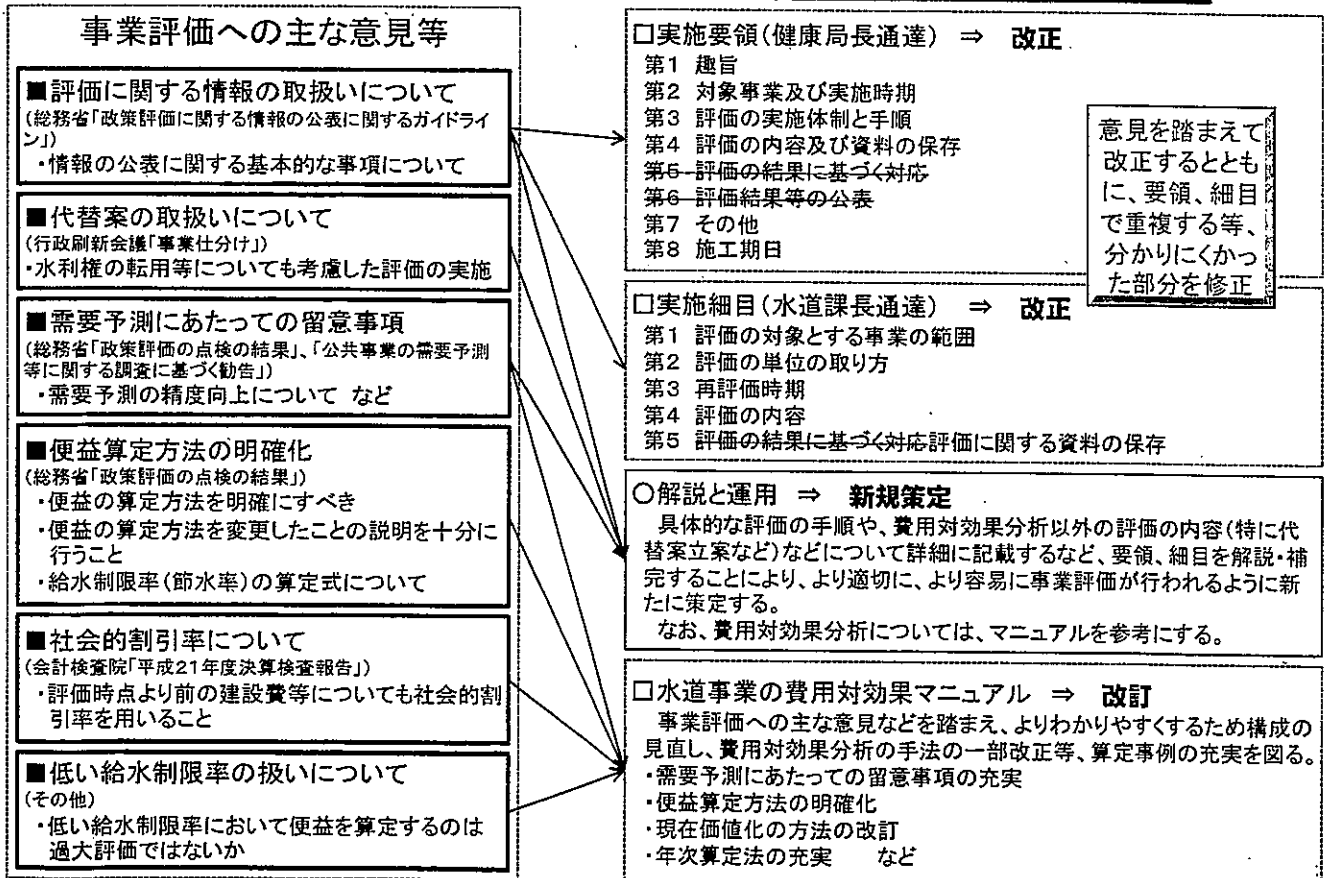 事業評価への主な意見等
■評価に関する情報の取扱いについて
(総務省「政策評価に関する情報の公表に関するガイドライ
ン」)
・情報の公表に関する基本的な事項について
■代替案の取扱いについて
(行政刷新会議「事業仕分け」)
・水利権の転用等についても考慮した評価の実施
■需要予測にあたっての留意事項
(総務省「政策評価の点検の結果」、「公共事業の需要予測
等に関する調査に基づく勧告」)
・需要予測の精度向上について など
■便益算定方法の明確化
(総務省「政策評価の点検の結果」)
・便益の算定方法を明確にすべき
・便益の算定方法を変更したことの説明を十分に
行うこと
・給水制限率(節水率)の算定式について
■社会的割引率について
(会計検査院「平成21年度決算検査報告」)
・評価時点より前の建設費等についても社会的割
引率を用いること
■低い給水制限率の扱いについて
(その他)
・低い給水制限率において便益を算定するのは
過大評価ではないか
□実施要領(健康局長通達) ⇒ 改正
第1 趣旨
第2 対象事業及び実施時期
第3 評価の実施体制と手順
第4 評価の内容及び資料の保存
第5 評価の結果に基づく対応
第6 評価結果等の公表
第7 その他
第8 施工期日
意見を踏まえて
改正するととも
に、要領、細目
で重複する等、
分かりにくかっ
た部分を修正
□実施細目(水道課長通達) ⇒ 改正
第1 評価の対象とする事業の範囲
第2 評価の単位の取り方
第3 再評価時期
第4 評価の内容
第5 評価の結果に基づく対応評価に関する資料の保存
〇解説と運用 ⇒ 新規策定
具体的な評価の手順や、費用対効果分析以外の評価の内容(特に代
替案立案など)などについて詳細に記載するなど、要領、細目を解説・補
完することにより、より適切に、より容易に事業評価が行われるように新
たに策定する。
なお、費用対効果分析については、マニュアルを参考にする。
□水道事業の費用対効果マニュアル ⇒ 改訂
事業評価への主な意見などを踏まえ、よりわかりやすくするため構成の
見直し、費用対効果分析の手法の一部改正等、算定事例の充実を図る。
・需要予測にあたっての留意事項の充実
・便益算定方法の明確化
・現在価値化の方法の改訂
・年次算定法の充実 など